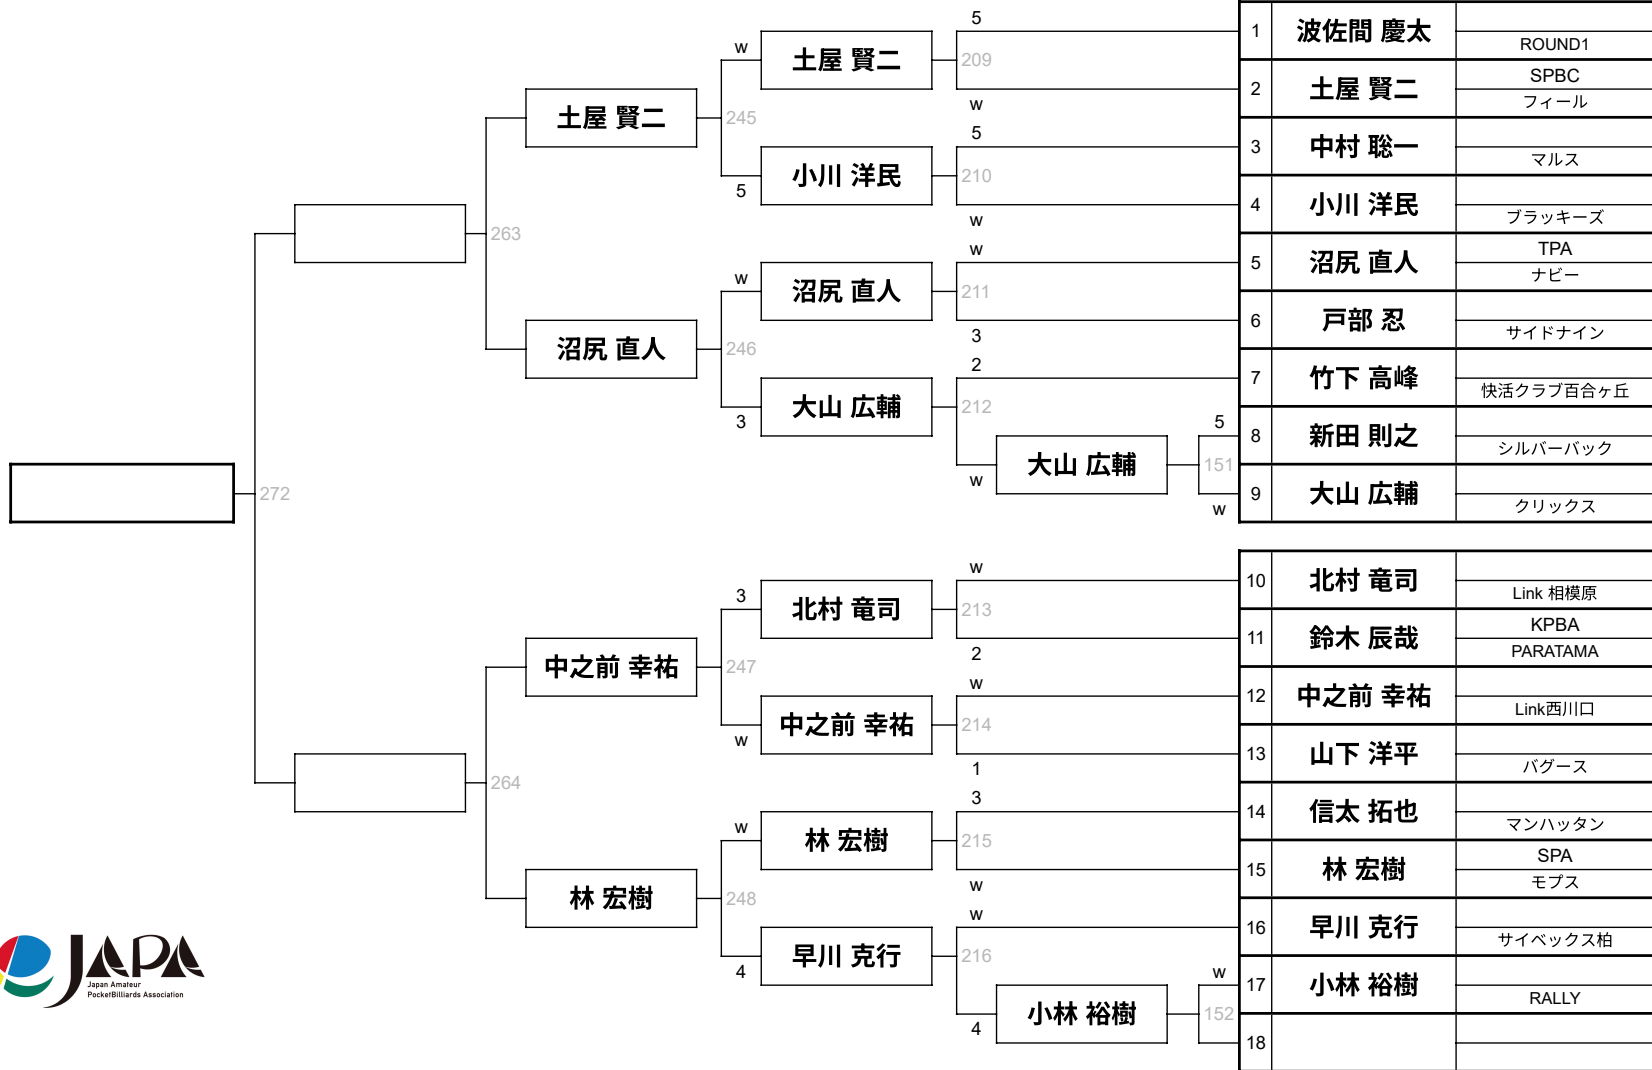 5
1
波佐間 慶太
ROUND1
w
土屋 賢二
209
2
土屋 賢二
SPBC
フィール
w
土屋 賢二
245
5
3
中村 聡一
マルス
5
小川 洋民
210
4
小川 洋民
ブラッキーズ
w
263
w
5
沼尻 直人
TPA
ナビー
w
沼尻 直人
211
6
戸部 忍
サイドナイン
3
沼尻 直人
246
2
7
竹下 高峰
快活クラブ百合ヶ丘
3
大山 広輔
212
5
8
新田 則之
シルバーバック
w
大山 広輔
151
9
大山 広輔
クリックス
w
272
w
10
北村 竜司
Link 相模原
3
北村 竜司
213
11
鈴木 辰哉
KPBA
PARATAMA
2
中之前 幸祐
247
w
12
中之前 幸祐
Link西川口
w
中之前 幸祐
214
13
山下 洋平
バグース
1
264
3
14
信太 拓也
マンハッタン
w
林 宏樹
215
15
林 宏樹
SPA
モプス
w
林 宏樹
248
w
16
早川 克行
サイベックス柏
4
早川 克行
216
w
17
小林 裕樹
RALLY
4
小林 裕樹
152
18
JAPA
Japan Amateur
PocketBilliards Association